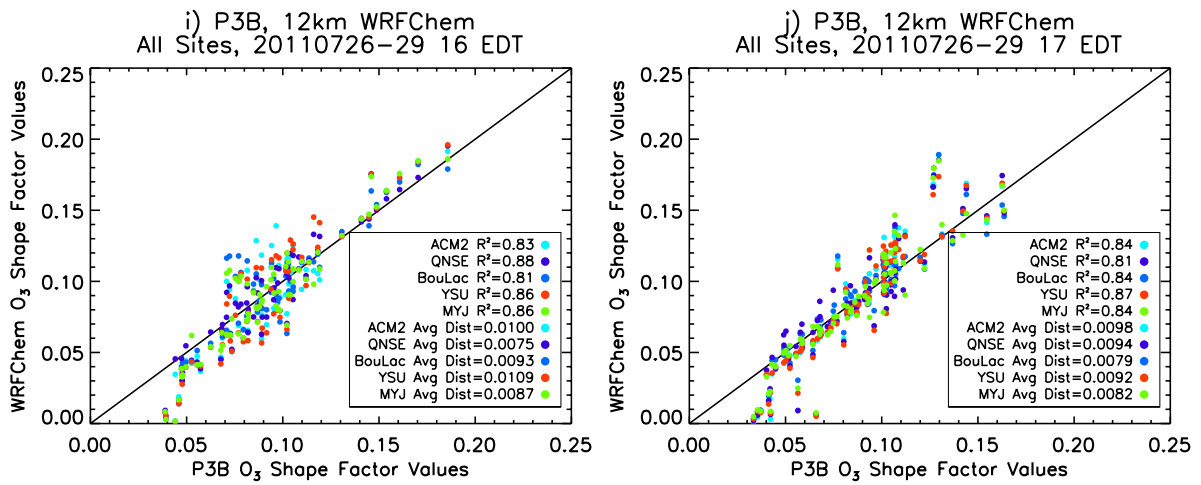 i) P3B, 12km WRFChem
All Sites, 20110726−29 16 EDT
WRFChem O₃ Shape Factor Values
0.25
0.20
0.15
0.10
0.05
0.00
ACM2 R²=0.83
QNSE R²=0.88
BouLac R²=0.81
YSU R²=0.86
MYJ R²=0.86
ACM2 Avg Dist=0.0100
QNSE Avg Dist=0.0075
BouLac Avg Dist=0.0093
YSU Avg Dist=0.0109
MYJ Avg Dist=0.0087
0.00 0.05 0.10 0.15 0.20 0.25
P3B O₃ Shape Factor Values
j) P3B, 12km WRFChem
All Sites, 20110726−29 17 EDT
WRFChem O₃ Shape Factor Values
0.25
0.20
0.15
0.10
0.05
0.00
ACM2 R²=0.84
QNSE R²=0.81
BouLac R²=0.84
YSU R²=0.87
MYJ R²=0.84
ACM2 Avg Dist=0.0098
QNSE Avg Dist=0.0094
BouLac Avg Dist=0.0079
YSU Avg Dist=0.0092
MYJ Avg Dist=0.0082
0.00 0.05 0.10 0.15 0.20 0.25
P3B O₃ Shape Factor Values